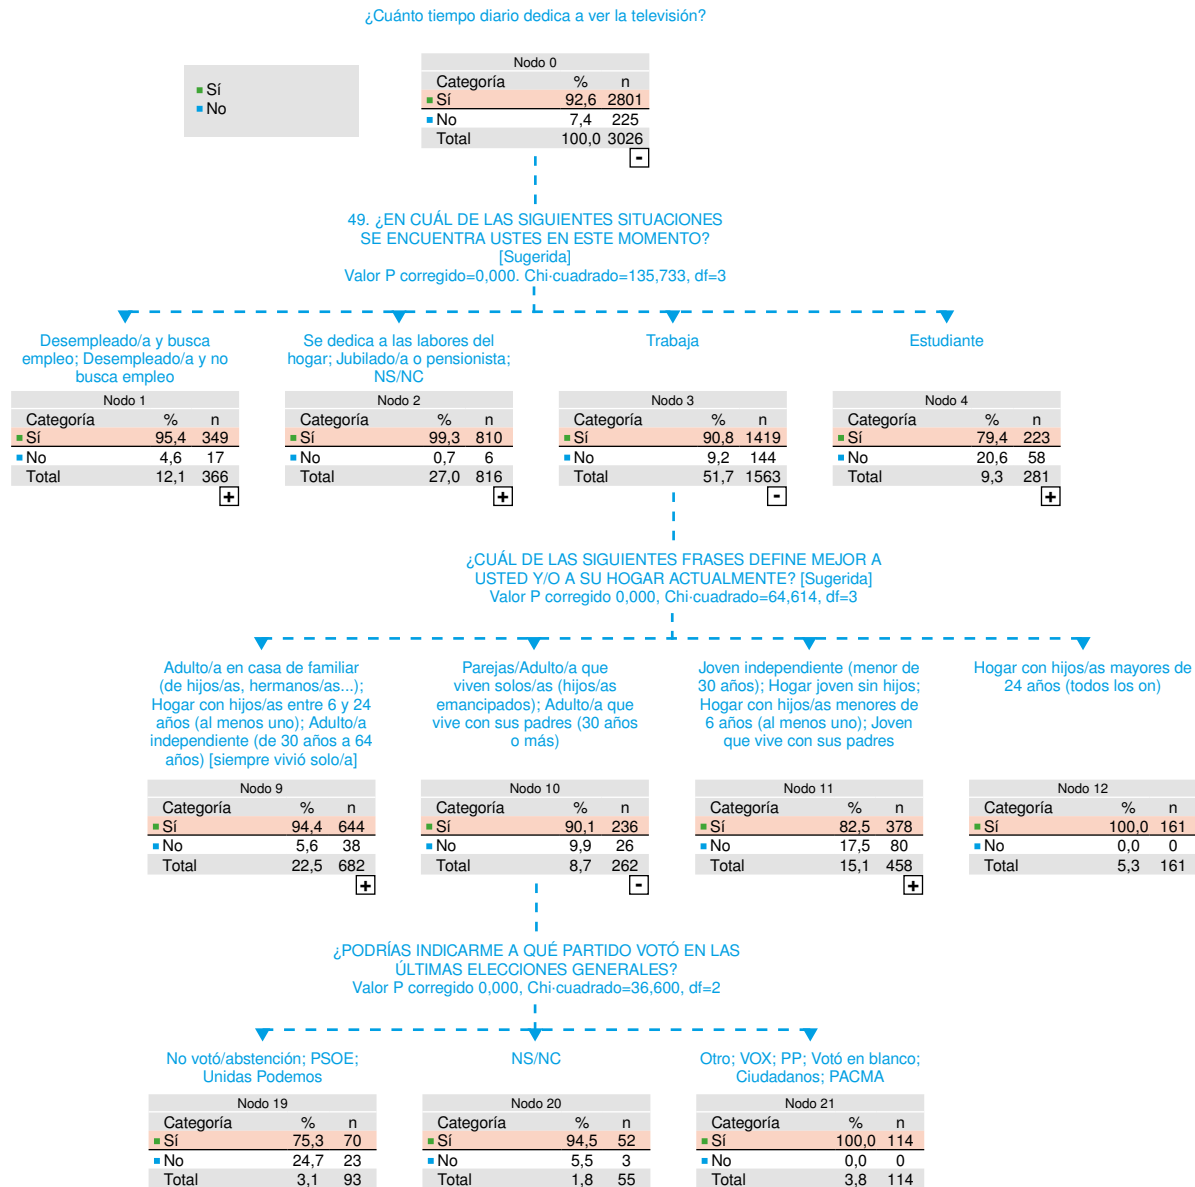 ¿Cuánto tiempo diario dedica a ver la televisión?
Sí
No
Nodo 0
Categoría % n
Sí 92,6 2801
No 7,4 225
Total 100,0 3026
-
49. ¿EN CUÁL DE LAS SIGUIENTES SITUACIONES
SE ENCUENTRA USTES EN ESTE MOMENTO?
[Sugerida]
Valor P corregido=0,000. Chi-cuadrado=135,733, df=3
Desempleado/a y busca
empleo; Desempleado/a y no
busca empleo
Nodo 1
Categoría % n
Sí 95,4 349
No 4,6 17
Total 12,1 366
+
Se dedica a las labores del
hogar; Jubilado/a o pensionista;
NS/NC
Nodo 2
Categoría % n
Sí 99,3 810
No 0,7 6
Total 27,0 816
+
Trabaja
Nodo 3
Categoría % n
Sí 90,8 1419
No 9,2 144
Total 51,7 1563
-
Estudiante
Nodo 4
Categoría % n
Sí 79,4 223
No 20,6 58
Total 9,3 281
+
¿CUÁL DE LAS SIGUIENTES FRASES DEFINE MEJOR A
USTED Y/O A SU HOGAR ACTUALMENTE? [Sugerida]
Valor P corregido 0,000, Chi-cuadrado=64,614, df=3
Adulto/a en casa de familiar
(de hijos/as, hermanos/as...);
Hogar con hijos/as entre 6 y 24
años (al menos uno); Adulto/a
independiente (de 30 años a 64
años) [siempre vivió solo/a]
Nodo 9
Categoría % n
Sí 94,4 644
No 5,6 38
Total 22,5 682
+
Parejas/Adulto/a que
viven solos/as (hijos/as
emancipados); Adulto/a que
vive con sus padres (30 años
o más)
Nodo 10
Categoría % n
Sí 90,1 236
No 9,9 26
Total 8,7 262
-
Joven independiente (menor de
30 años); Hogar joven sin hijos;
Hogar con hijos/as menores de
6 años (al menos uno); Joven
que vive con sus padres
Nodo 11
Categoría % n
Sí 82,5 378
No 17,5 80
Total 15,1 458
+
Hogar con hijos/as mayores de
24 años (todos los on)
Nodo 12
Categoría % n
Sí 100,0 161
No 0,0 0
Total 5,3 161
¿PODRÍAS INDICARME A QUÉ PARTIDO VOTÓ EN LAS
ÚLTIMAS ELECCIONES GENERALES?
Valor P corregido 0,000, Chi-cuadrado=36,600, df=2
No votó/abstención; PSOE;
Unidas Podemos
Nodo 19
Categoría % n
Sí 75,3 70
No 24,7 23
Total 3,1 93
NS/NC
Nodo 20
Categoría % n
Sí 94,5 52
No 5,5 3
Total 1,8 55
Otro; VOX; PP; Votó en blanco;
Ciudadanos; PACMA
Nodo 21
Categoría % n
Sí 100,0 114
No 0,0 0
Total 3,8 114